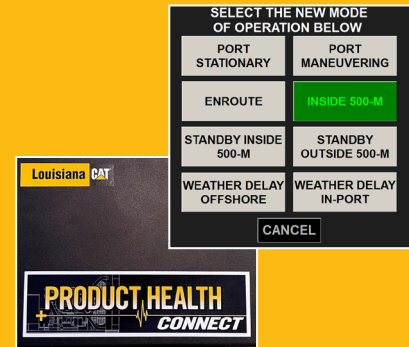 SELECT THE NEW MODE
OF OPERATION BELOW
PORT
STATIONARY
PORT
MANEUVERING
ENROUTE
INSIDE 500-M
STANDBY INSIDE
500-M
STANDBY
OUTSIDE 500-M
WEATHER DELAY
OFFSHORE
WEATHER DELAY
IN-PORT
CANCEL
Louisiana CAT
PRODUCT HEALTH
CONNECT